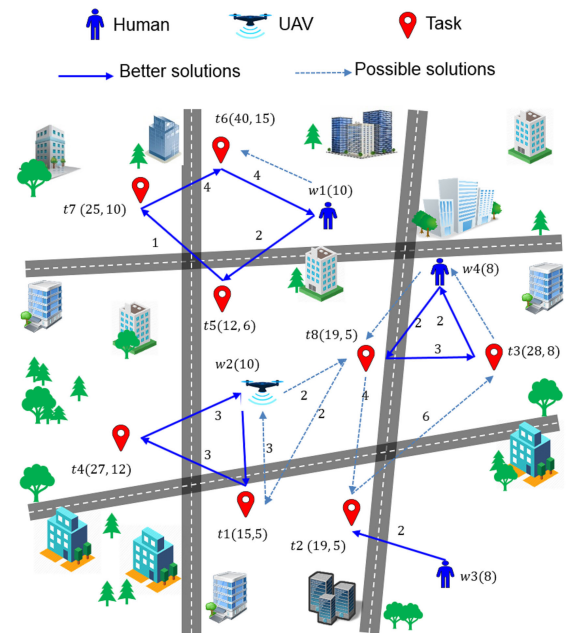 Human
UAV
Task
Better solutions
Possible solutions
t6(40, 15)
w1(10)
4
4
t7 (25, 10)
2
1
w4(8)
t5(12, 6)
t8(19, 5)
2
2
t3(28, 8)
3
w2(10)
2
4
6
3
2
3
3
t4(27, 12)
t1(15,5)
t2 (19, 5)
2
w3(8)